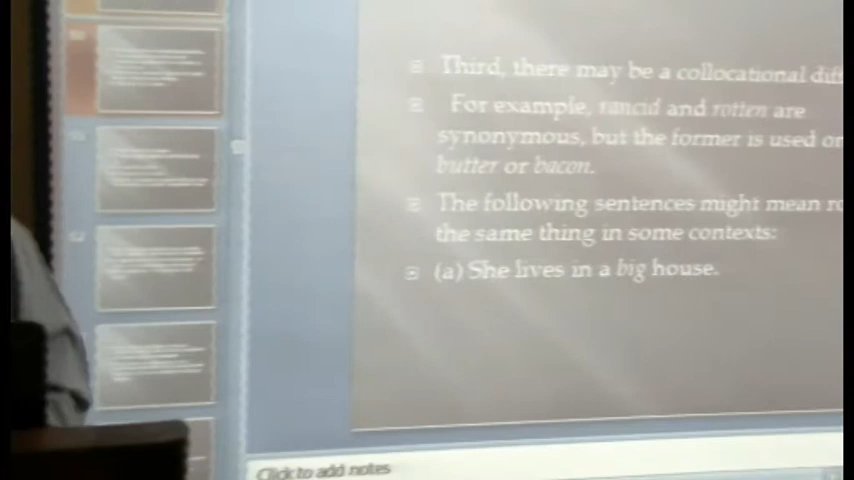 Third, there may be a collocational diff
For example, rancid and rotten are
synonymous, but the former is used on
butter or bacon.
The following sentences might mean ro
the same thing in some contexts:
(a) She lives in a big house.
Click to add notes